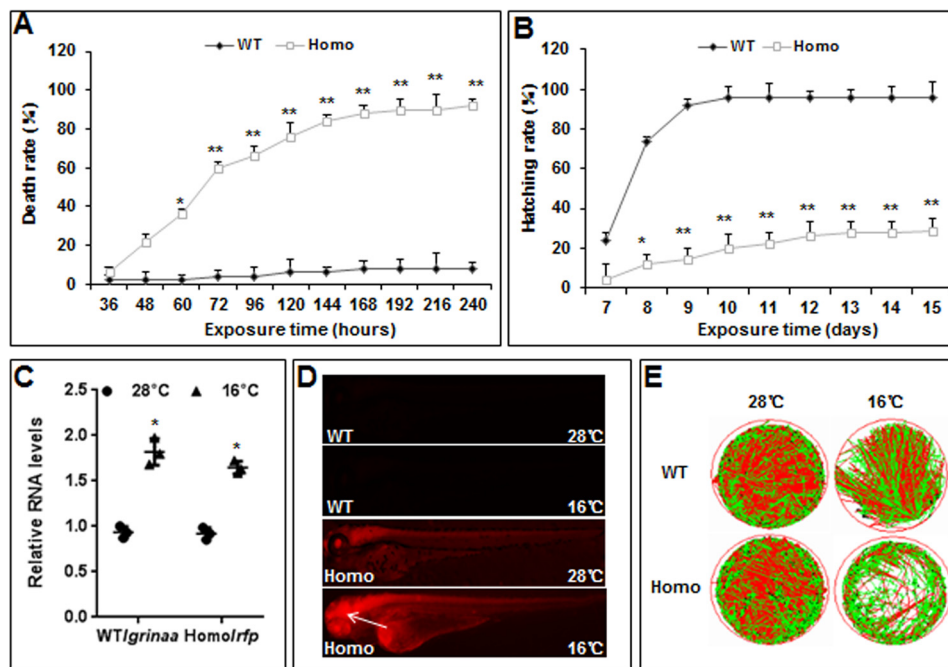 A
WT Homo
Death rate (%)
120
100
80
60
40
20
0
* ** ** ** ** ** ** ** **
36 48 60 72 96 120 144 168 192 216 240
Exposure time (hours)
B
WT Homo
Hatching rate (%)
120
100
80
60
40
20
0
* ** ** ** ** ** ** **
7 8 9 10 11 12 13 14 15
Exposure time (days)
C
28°C 16°C
Relative RNA levels
2.5
2.0
1.5
1.0
0.5
0.0
* *
WT/grinaa Homo/rfp
D
WT 28℃
WT 16℃
Homo 28℃
Homo 16℃
E
28℃ 16℃
WT
Homo